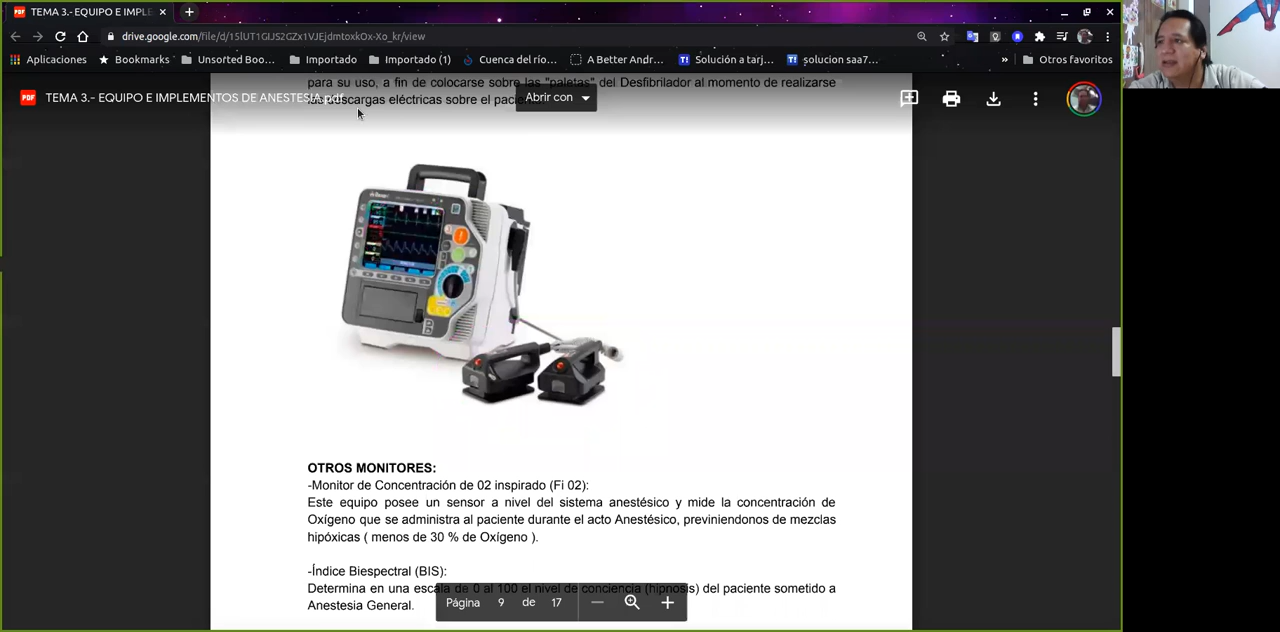 TEMA 3.- EQUIPO E IMPLE
drive.google.com/file/d/15lUT1GlJS2GZx1VJEjdmtoxkOx-Xo_kr/view
Aplicaciones
Bookmarks
Unsorted Boo...
Importado
Importado (1)
Cuenca del río...
A Better Andr...
Solución a tarj...
solucion saa7...
»
Otros favoritos
para su uso, a fin de colocarse sobre las "paletas" del Desfibrilador al momento de realizarse
descargas eléctricas sobre el
TEMA 3.- EQUIPO E IMPLEMENTOS DE ANESTESIA.pdf
Abrir con
OTROS MONITORES:
-Monitor de Concentración de 02 inspirado (Fi 02):
Este equipo posee un sensor a nivel del sistema anestésico y mide la concentración de
Oxígeno que se administra al paciente durante el acto Anestésico, previniendonos de mezclas
hipóxicas ( menos de 30 % de Oxígeno ).
-Índice Biespectral (BIS):
Determina en una escala de 0 al 100 el nivel de conciencia (hipnosis) del paciente sometido a
Anestesia General.
Página 9 de 17